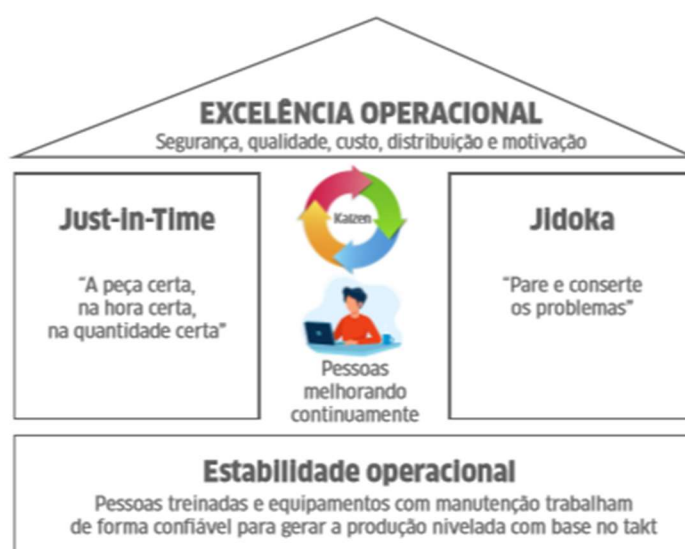 EXCELÊNCIA OPERACIONAL
Segurança, qualidade, custo, distribuição e motivação
Just-in-Time
“A peça certa,
na hora certa,
na quantidade certa”
Kaizen
Pessoas
melhorando
continuamente
Jidoka
“Pare e conserte
os problemas”
Estabilidade operacional
Pessoas treinadas e equipamentos com manutenção trabalham
de forma confiável para gerar a produção nivelada com base no takt